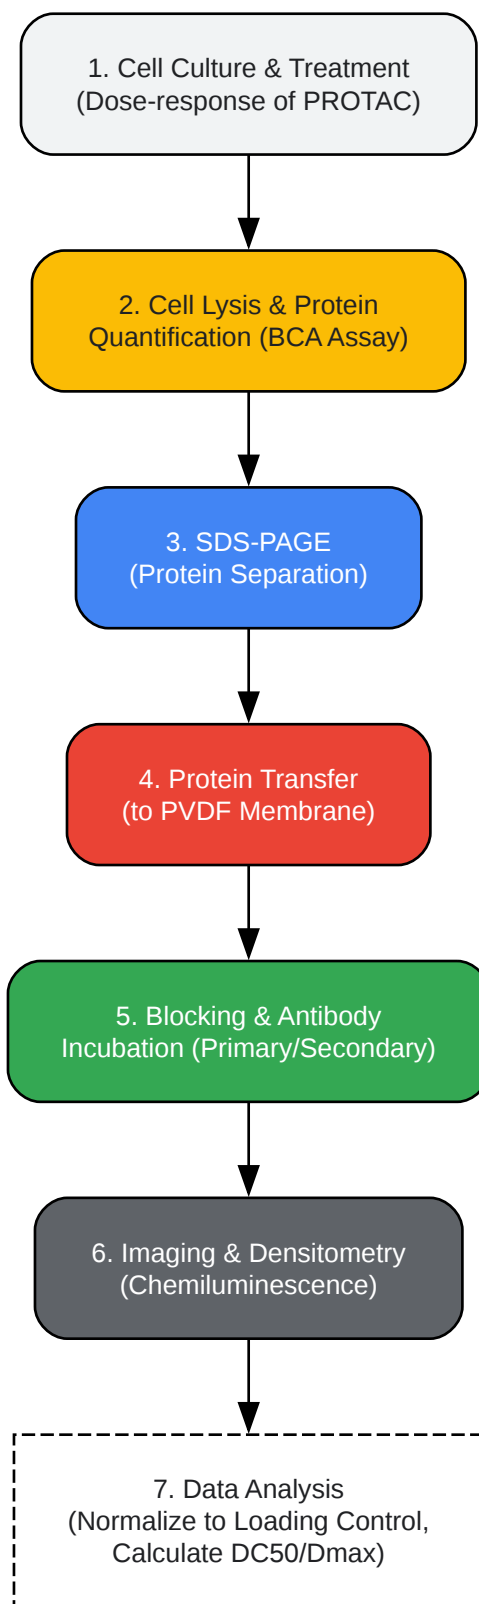 1. Cell Culture & Treatment
(Dose-response of PROTAC)
2. Cell Lysis & Protein
Quantification (BCA Assay)
3. SDS-PAGE
(Protein Separation)
4. Protein Transfer
(to PVDF Membrane)
5. Blocking & Antibody
Incubation (Primary/Secondary)
6. Imaging & Densitometry
(Chemiluminescence)
7. Data Analysis
(Normalize to Loading Control,
Calculate DC50/Dmax)